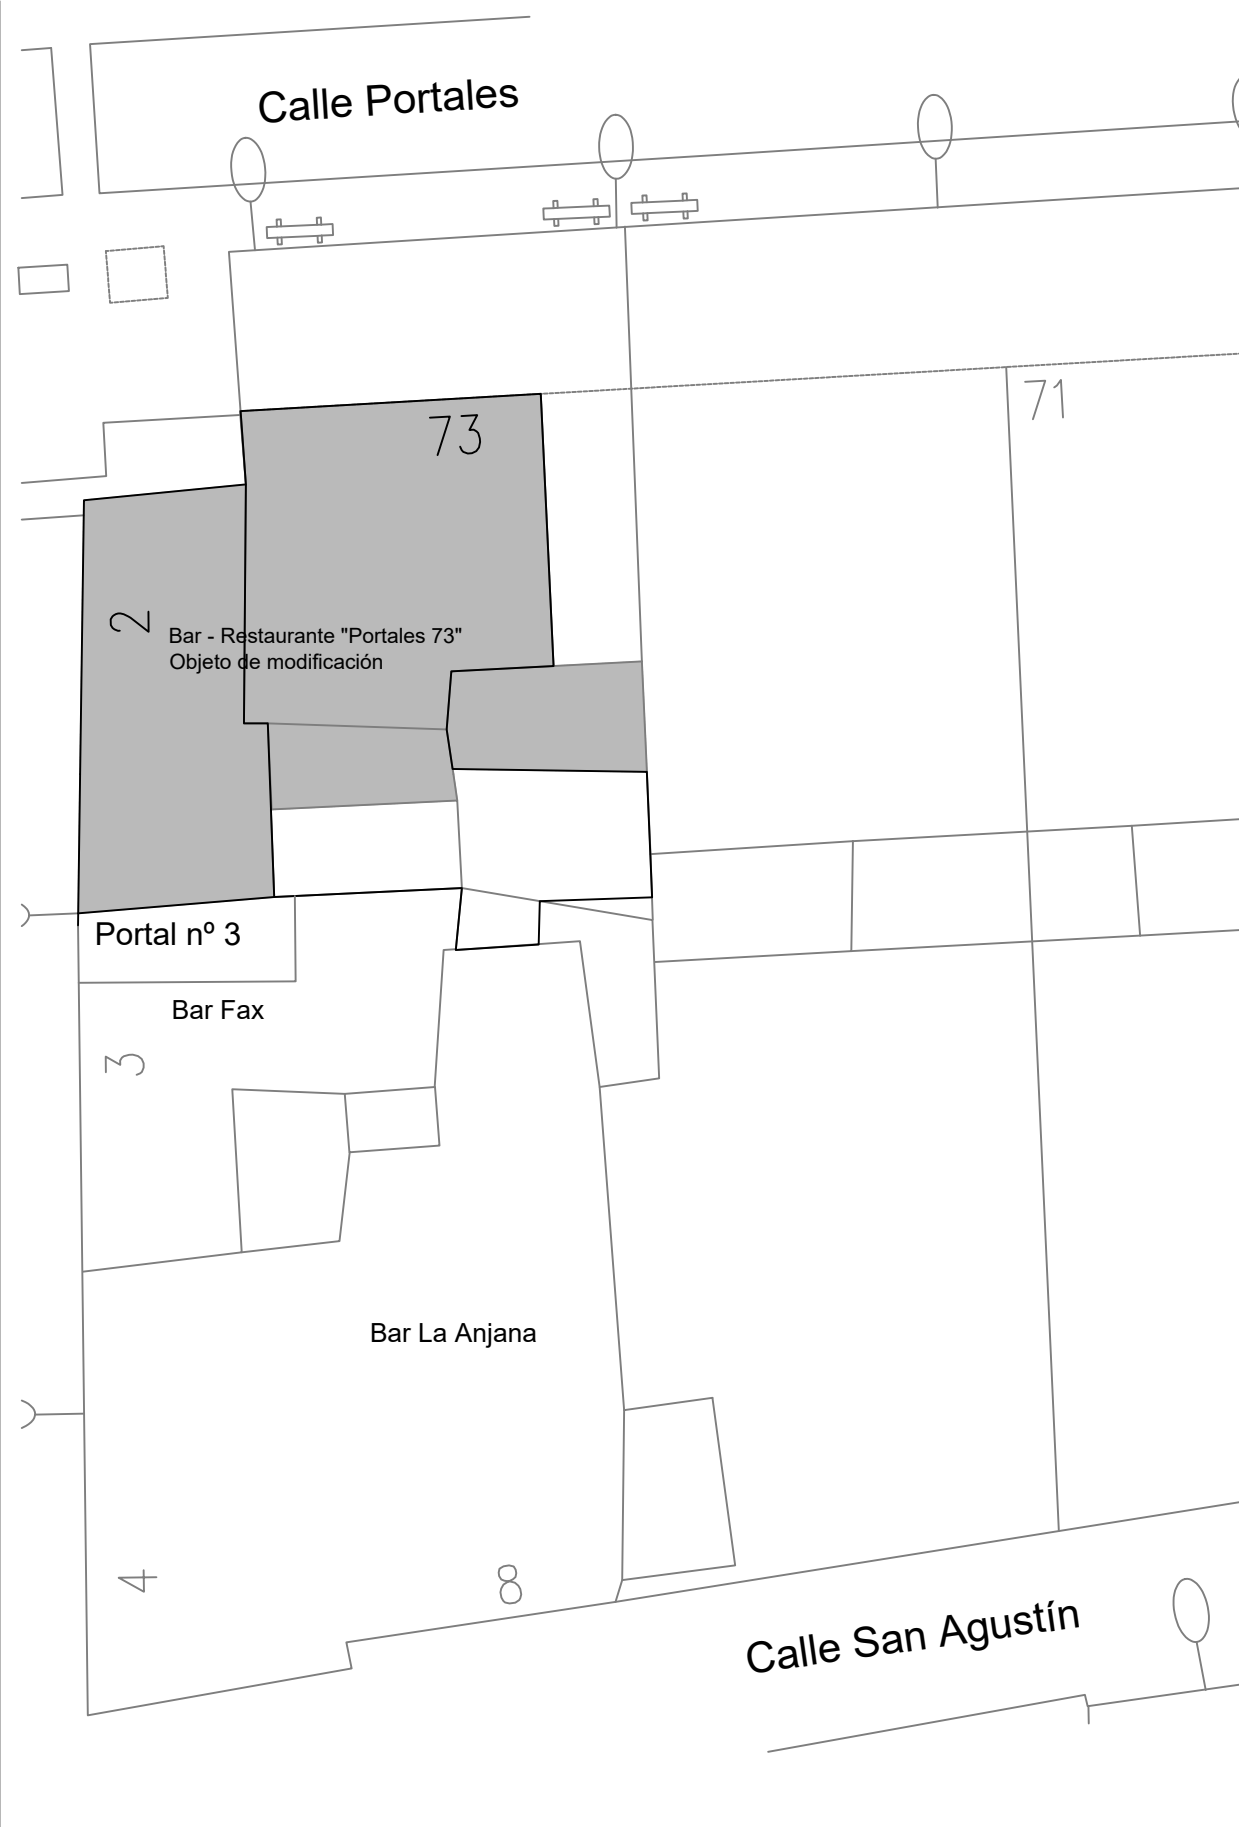 Calle Portales
71
73
2
Bar - Restaurante "Portales 73"
Objeto de modificación
Portal nº 3
Bar Fax
3
Bar La Anjana
4
8
Calle San Agustín